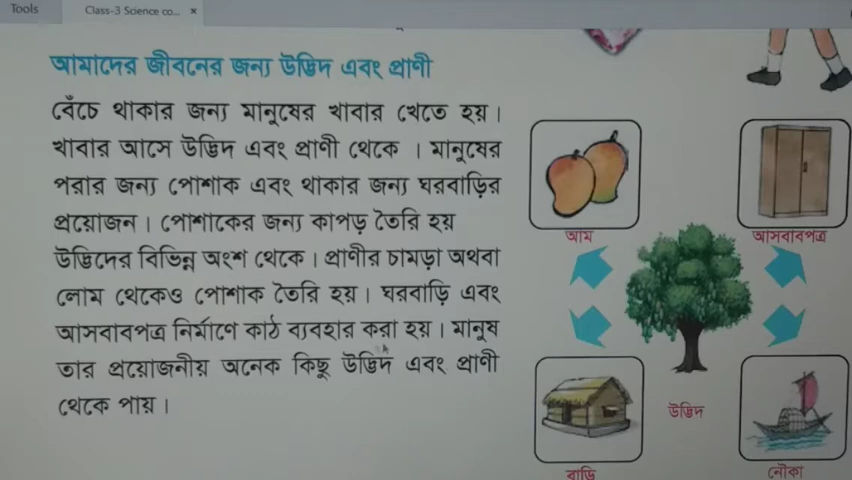 Tools
Class-3 Science co... ×
আমাদের জীবনের জন্য উদ্ভিদ এবং প্রাণী
বেঁচে থাকার জন্য মানুষের খাবার খেতে হয়।
খাবার আসে উদ্ভিদ এবং প্রাণী থেকে । মানুষের
পরার জন্য পোশাক এবং থাকার জন্য ঘরবাড়ির
প্রয়োজন। পোশাকের জন্য কাপড় তৈরি হয়
উদ্ভিদের বিভিন্ন অংশ থেকে। প্রাণীর চামড়া অথবা
লোম থেকেও পোশাক তৈরি হয়। ঘরবাড়ি এবং
আসবাবপত্র নির্মাণে কাঠ ব্যবহার করা হয়। মানুষ
তার প্রয়োজনীয় অনেক কিছু উদ্ভিদ এবং প্রাণী
থেকে পায়।
আম
আসবাবপত্র
উদ্ভিদ
বাড়ি
নৌকা